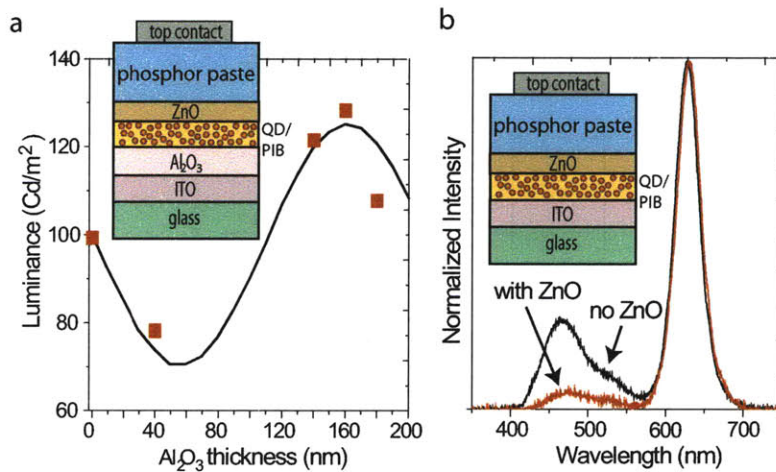 a
140
120
100
80
60
Luminance (Cd/m²)
0
40
80
120
160
200
Al₂O₃ thickness (nm)
top contact
phosphor paste
ZnO
QD/
PIB
Al₂O₃
ITO
glass
b
Normalized Intensity
top contact
phosphor paste
ZnO
QD/
PIB
ITO
glass
with ZnO
no ZnO
400
500
600
700
Wavelength (nm)